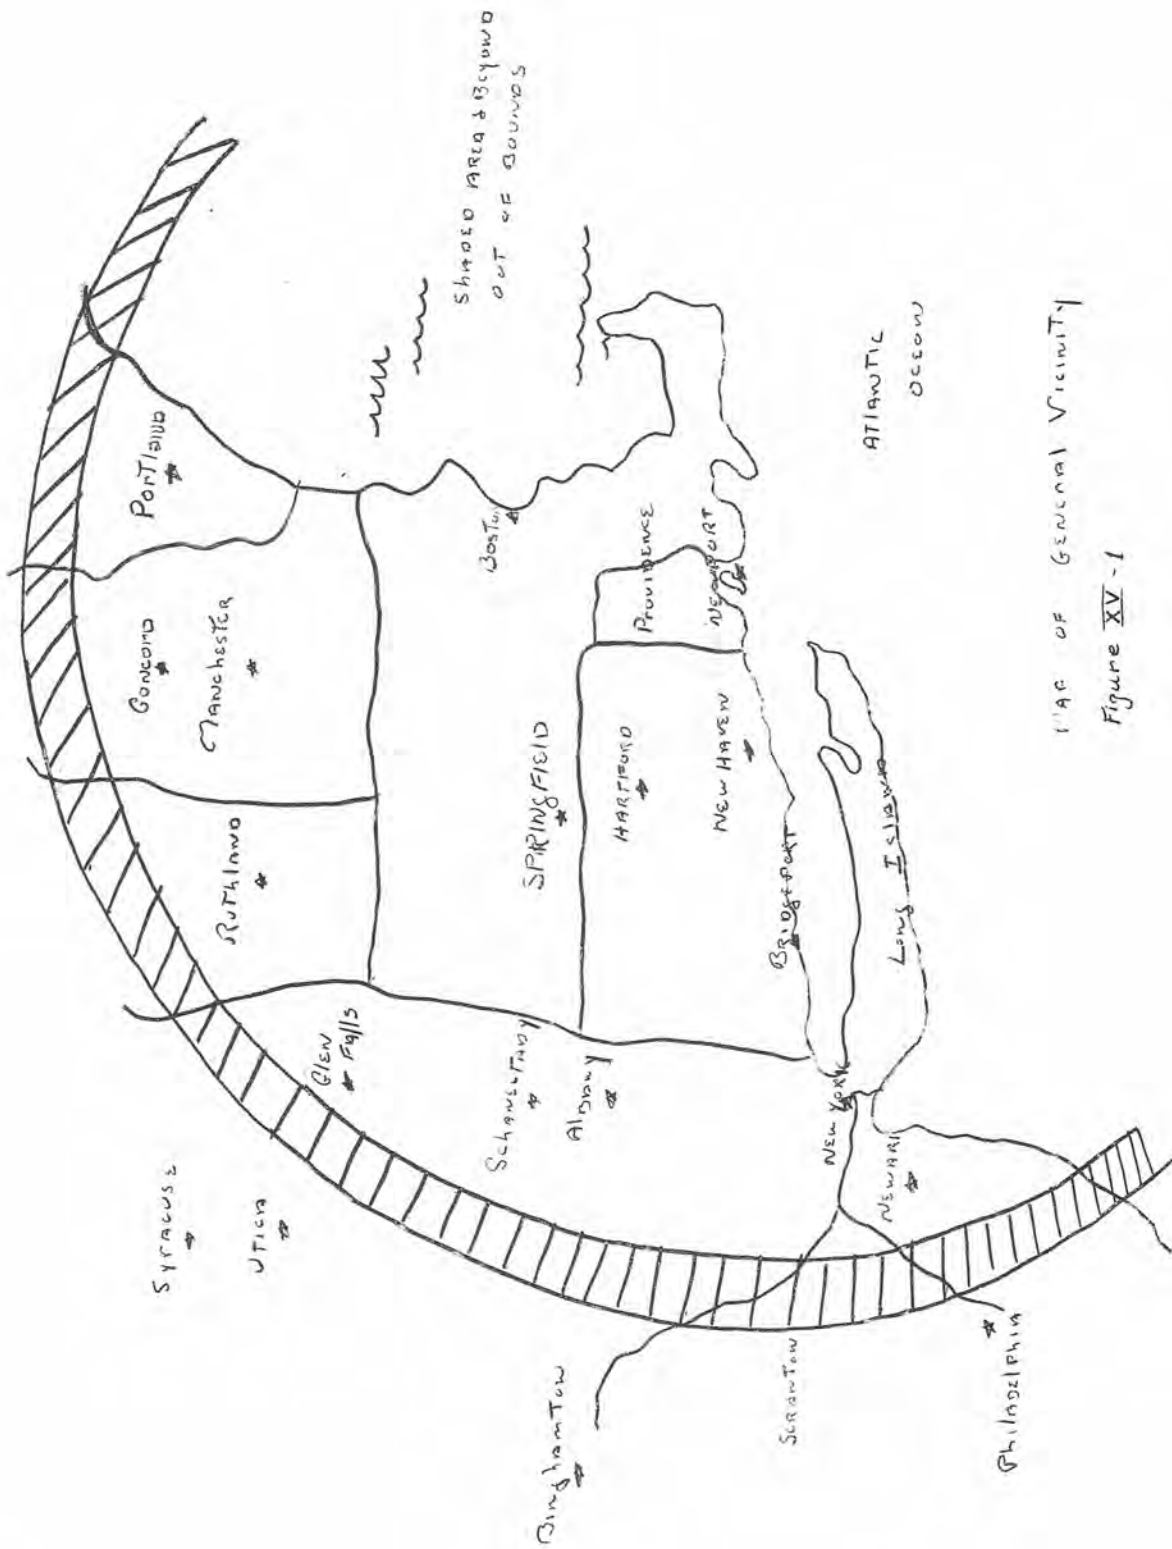 SYRACUSE
UTICA
BINGHAMTON
SCRANTON
PhilADElPhiA
GlEN
FAllS
SCHANECTADY
AlBANY
NEW YORK
NEWARK
RUThlAND
CONCORD
MANChESTER
PORTlAND
BOSTON
SPRINGFIELD
HARTFORD
NEW HAVEN
BRIDGEPORT
PROVIDENCE
NEWPORT
LONG ISLAND
SHADED AREA & BEYOND
OUT OF BOUNDS
ATLANTIC
OCEAN
MAP OF GENERAL VICINITY
Figure XV-1